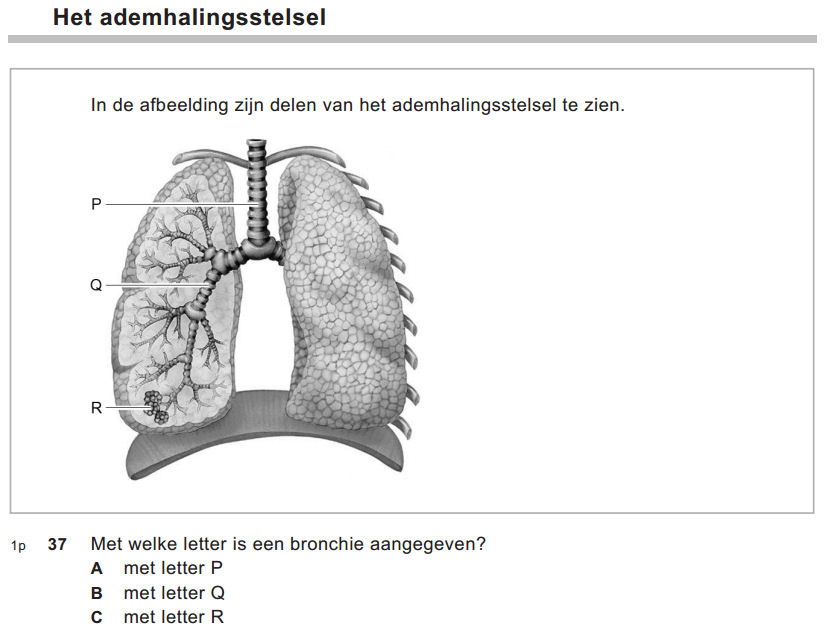 Het ademhalingsstelsel
In de afbeelding zijn delen van het ademhalingsstelsel te zien.
P
Q
R
1p 37 Met welke letter is een bronchie aangegeven?
A met letter P
B met letter Q
C met letter R